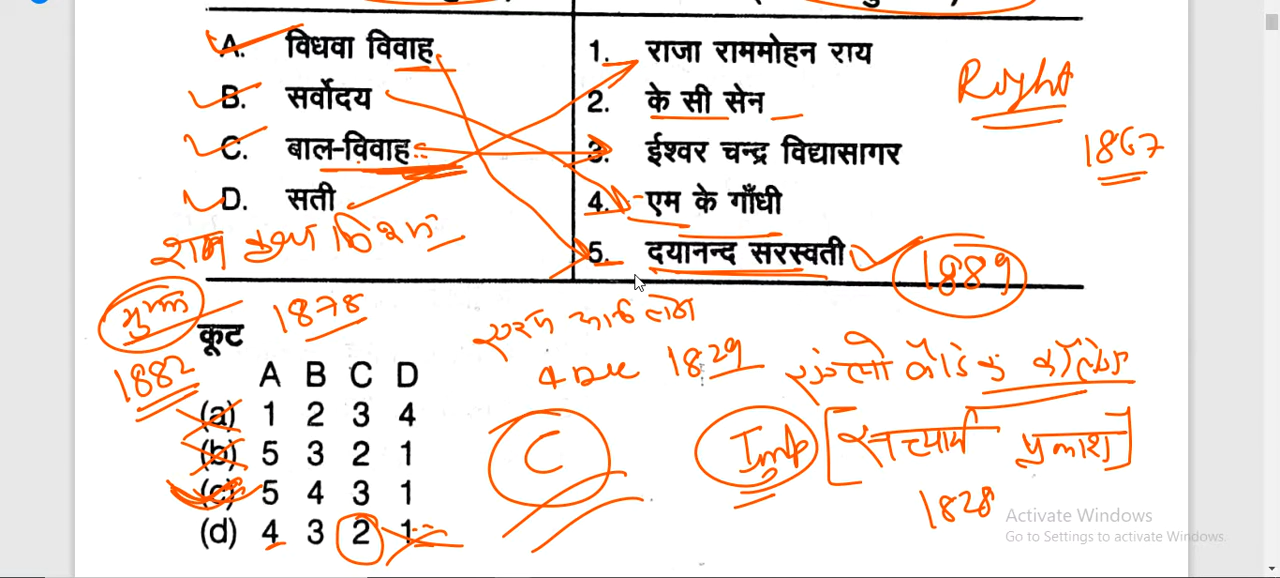 A. विधवा विवाह 1. राजा राममोहन राय
Right
B. सर्वोदय 2. के सी सेन
C. बाल-विवाह 3. ईश्वर चन्द्र विद्यासागर
1867
D. सती 4. एम के गाँधी
5. दयानन्द सरस्वती
1889
1878
कूट
1882
4 Dec 1829
A B C D
(a) 1 2 3 4
(b) 5 3 2 1
(c) 5 4 3 1
(d) 4 3 2 1
C
Imp
प्रकाश
1828
Activate Windows
Go to Settings to activate Windows.